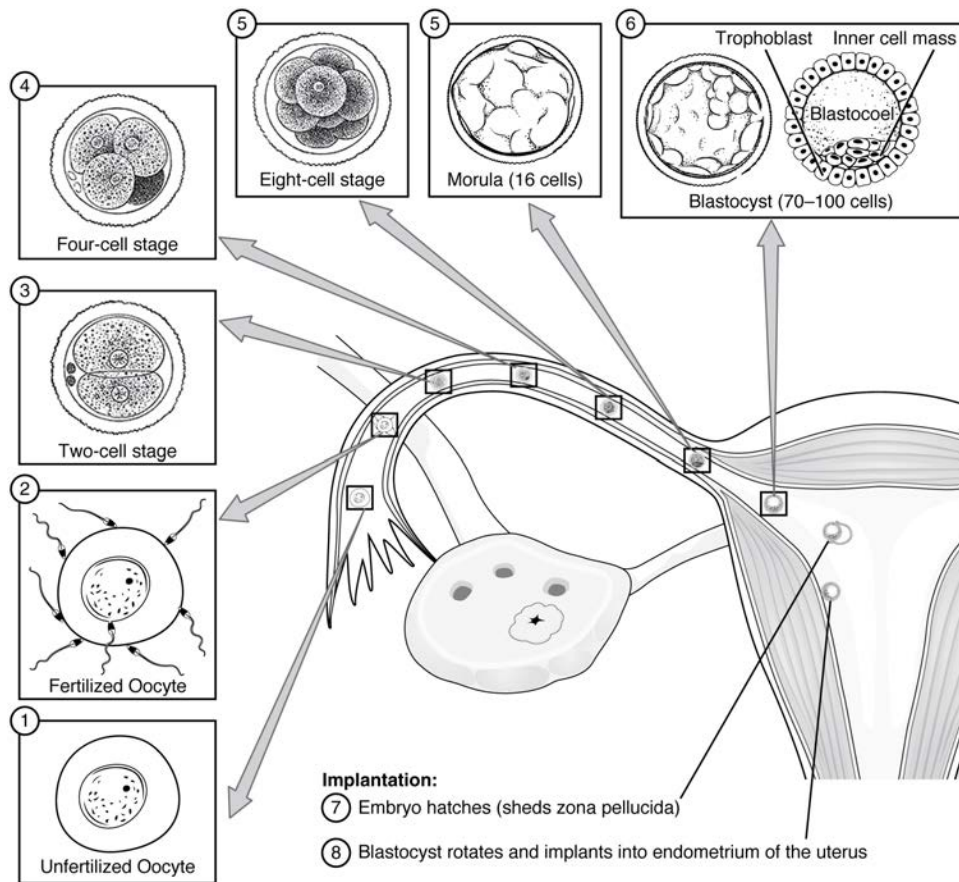 5
Eight-cell stage
5
Morula (16 cells)
6
Trophoblast
Inner cell mass
Blastocoel
Blastocyst (70–100 cells)
4
Four-cell stage
3
Two-cell stage
2
Fertilized Oocyte
1
Unfertilized Oocyte
Implantation:
7 Embryo hatches (sheds zona pellucida)
8 Blastocyst rotates and implants into endometrium of the uterus